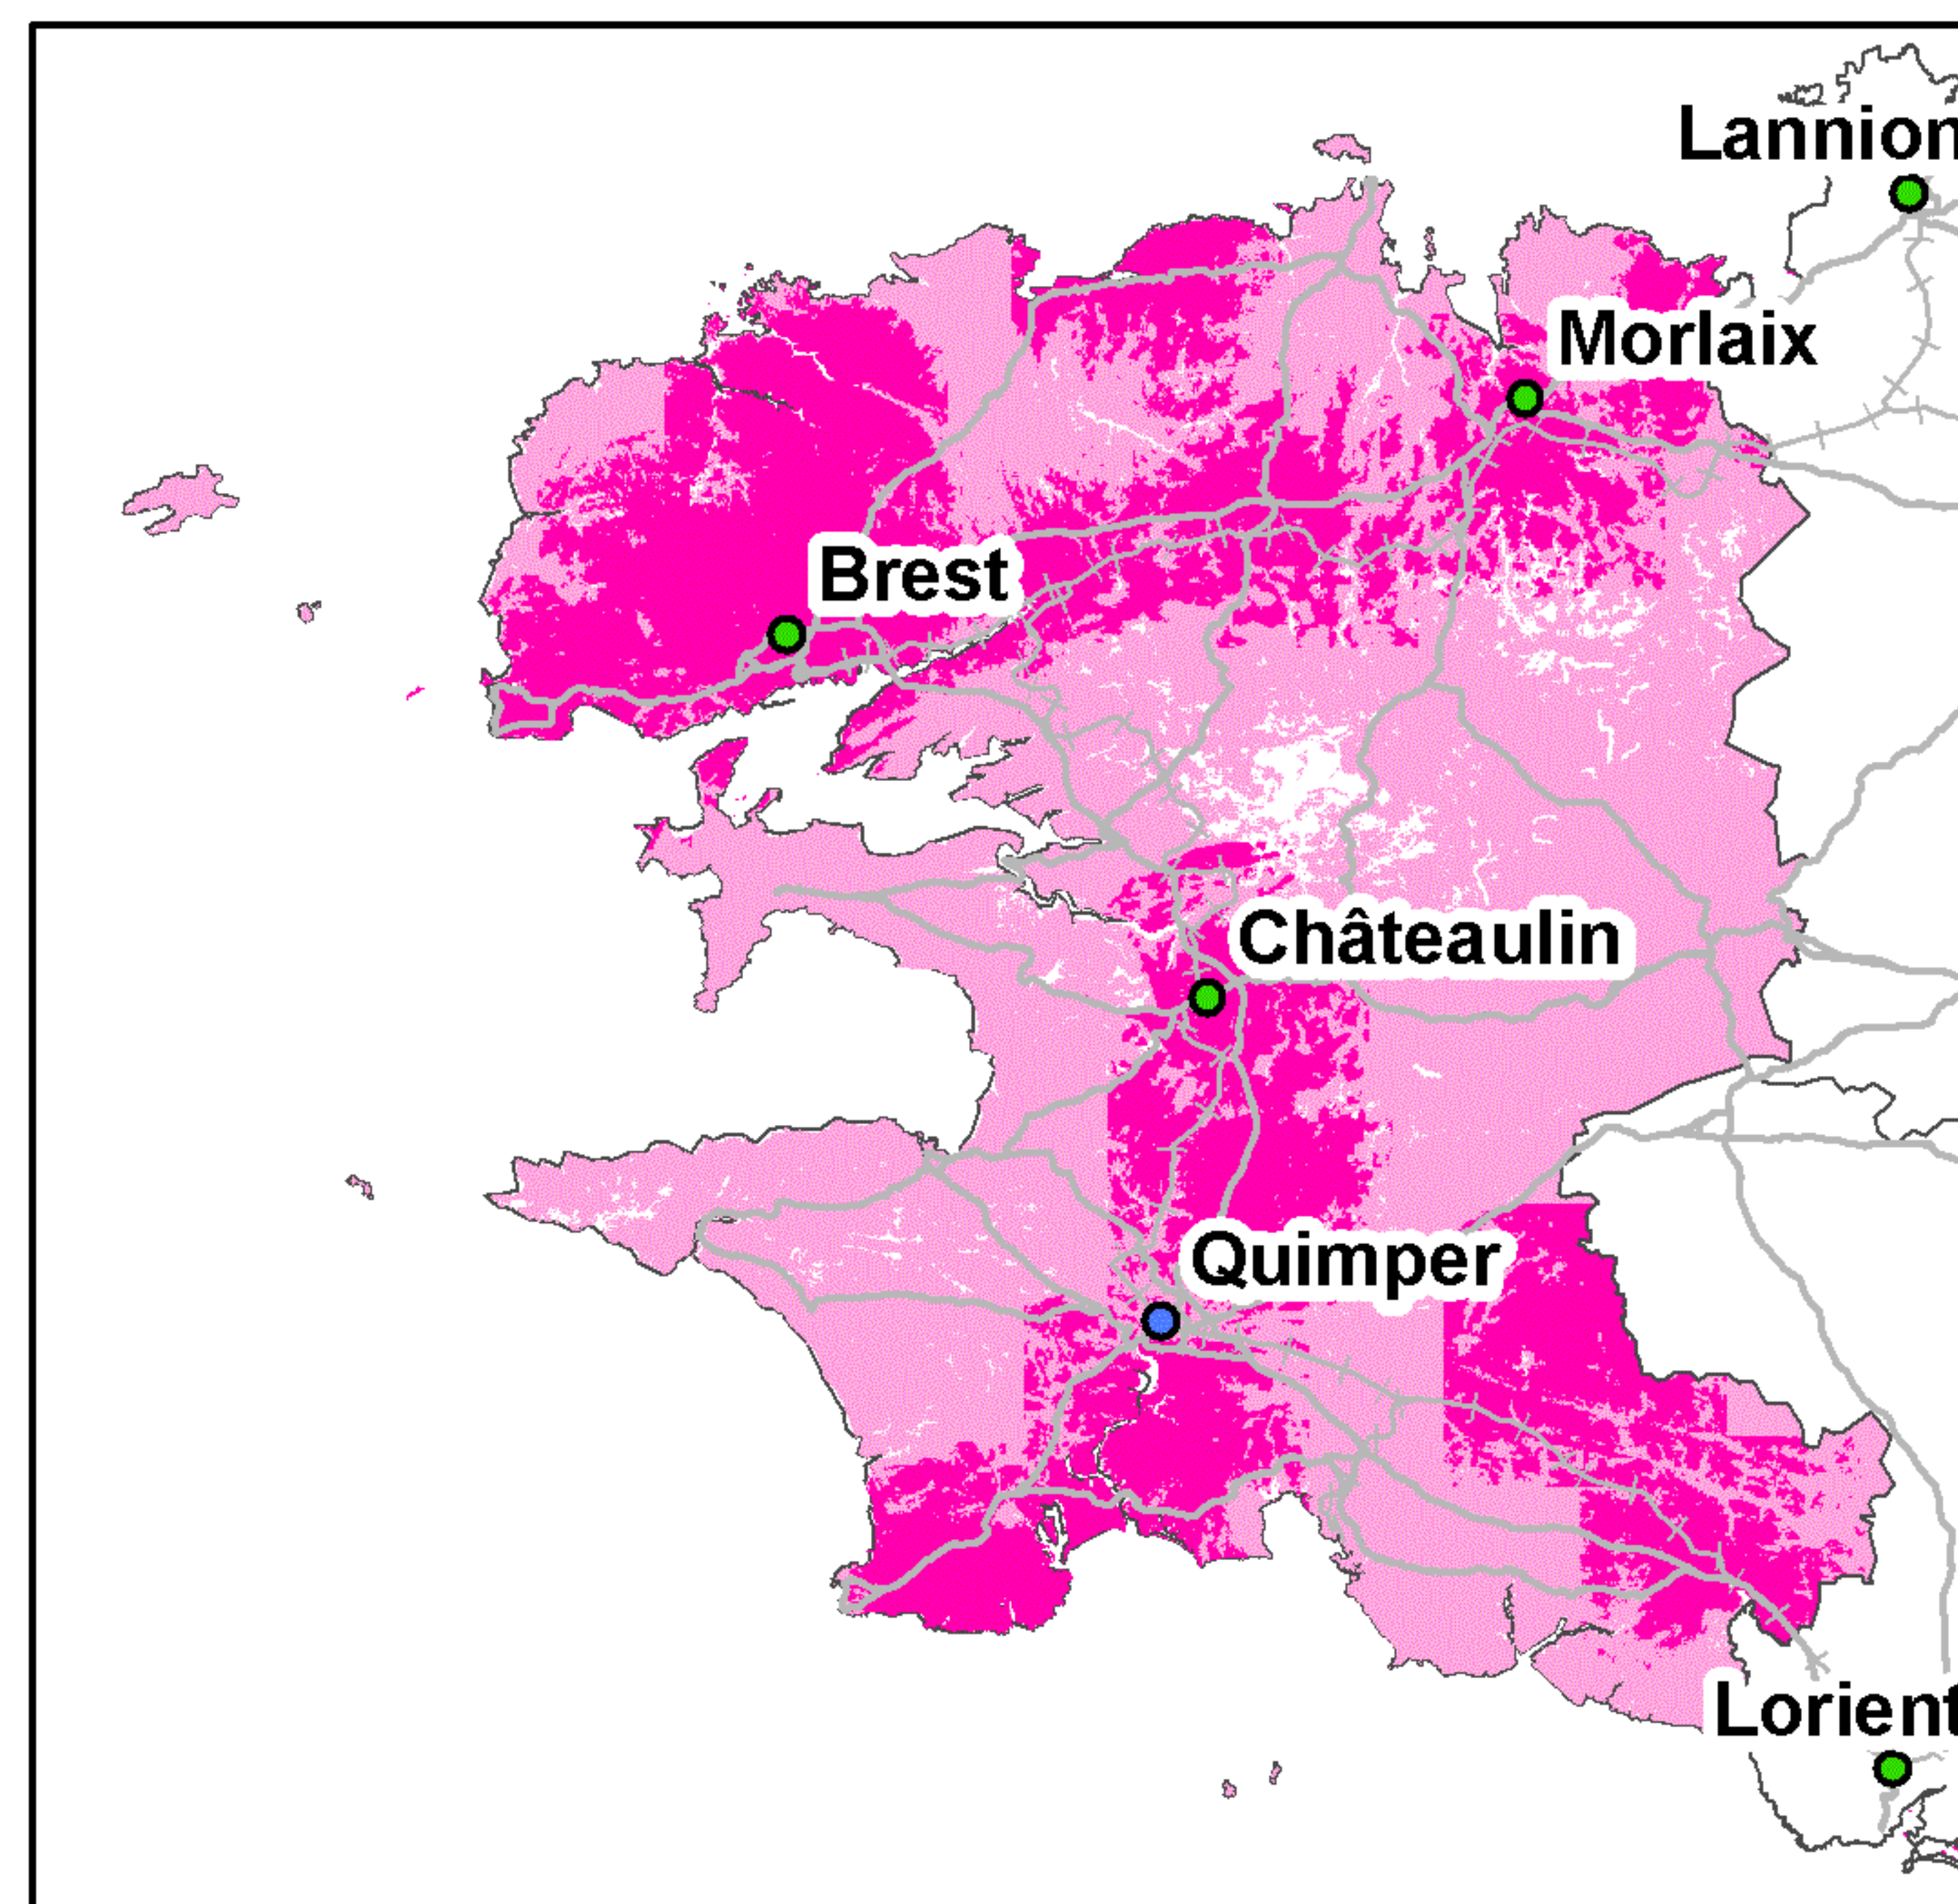 Lannion
Morlaix
Brest
Châteaulin
Quimper
Lorient